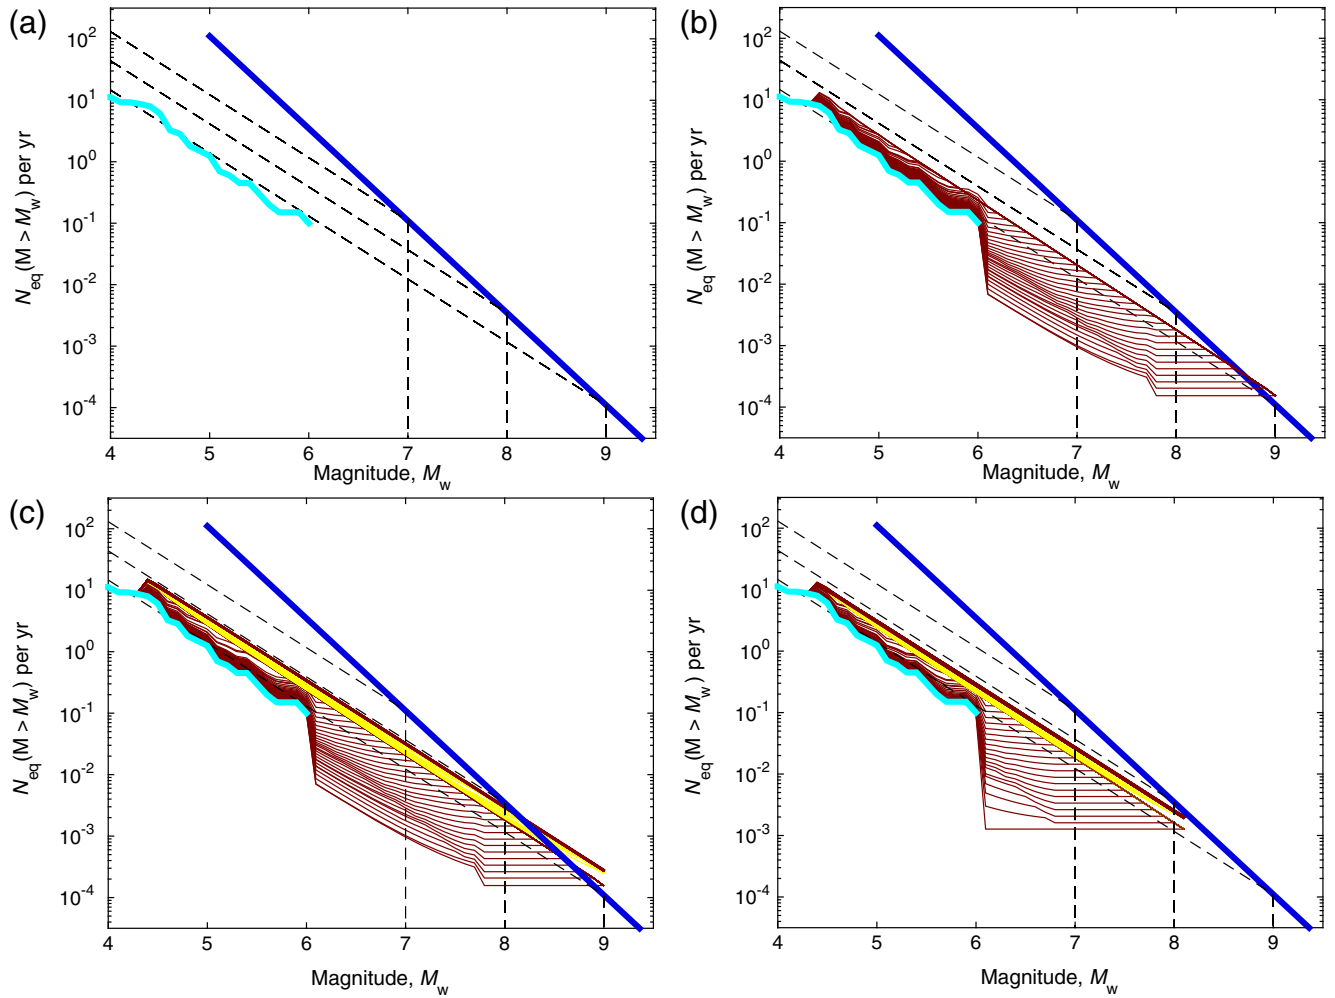 (a)
10^2
10^1
10^0
10^-1
10^-2
10^-3
10^-4
N_eq(M > M_w) per yr
4 5 6 7 8 9
Magnitude, M_w
(b)
10^2
10^1
10^0
10^-1
10^-2
10^-3
10^-4
N_eq(M > M_w) per yr
4 5 6 7 8 9
Magnitude, M_w
(c)
10^2
10^1
10^0
10^-1
10^-2
10^-3
10^-4
N_eq(M > M_w) per yr
4 5 6 7 8 9
Magnitude, M_w
(d)
10^2
10^1
10^0
10^-1
10^-2
10^-3
10^-4
N_eq(M > M_w) per yr
4 5 6 7 8 9
Magnitude, M_w